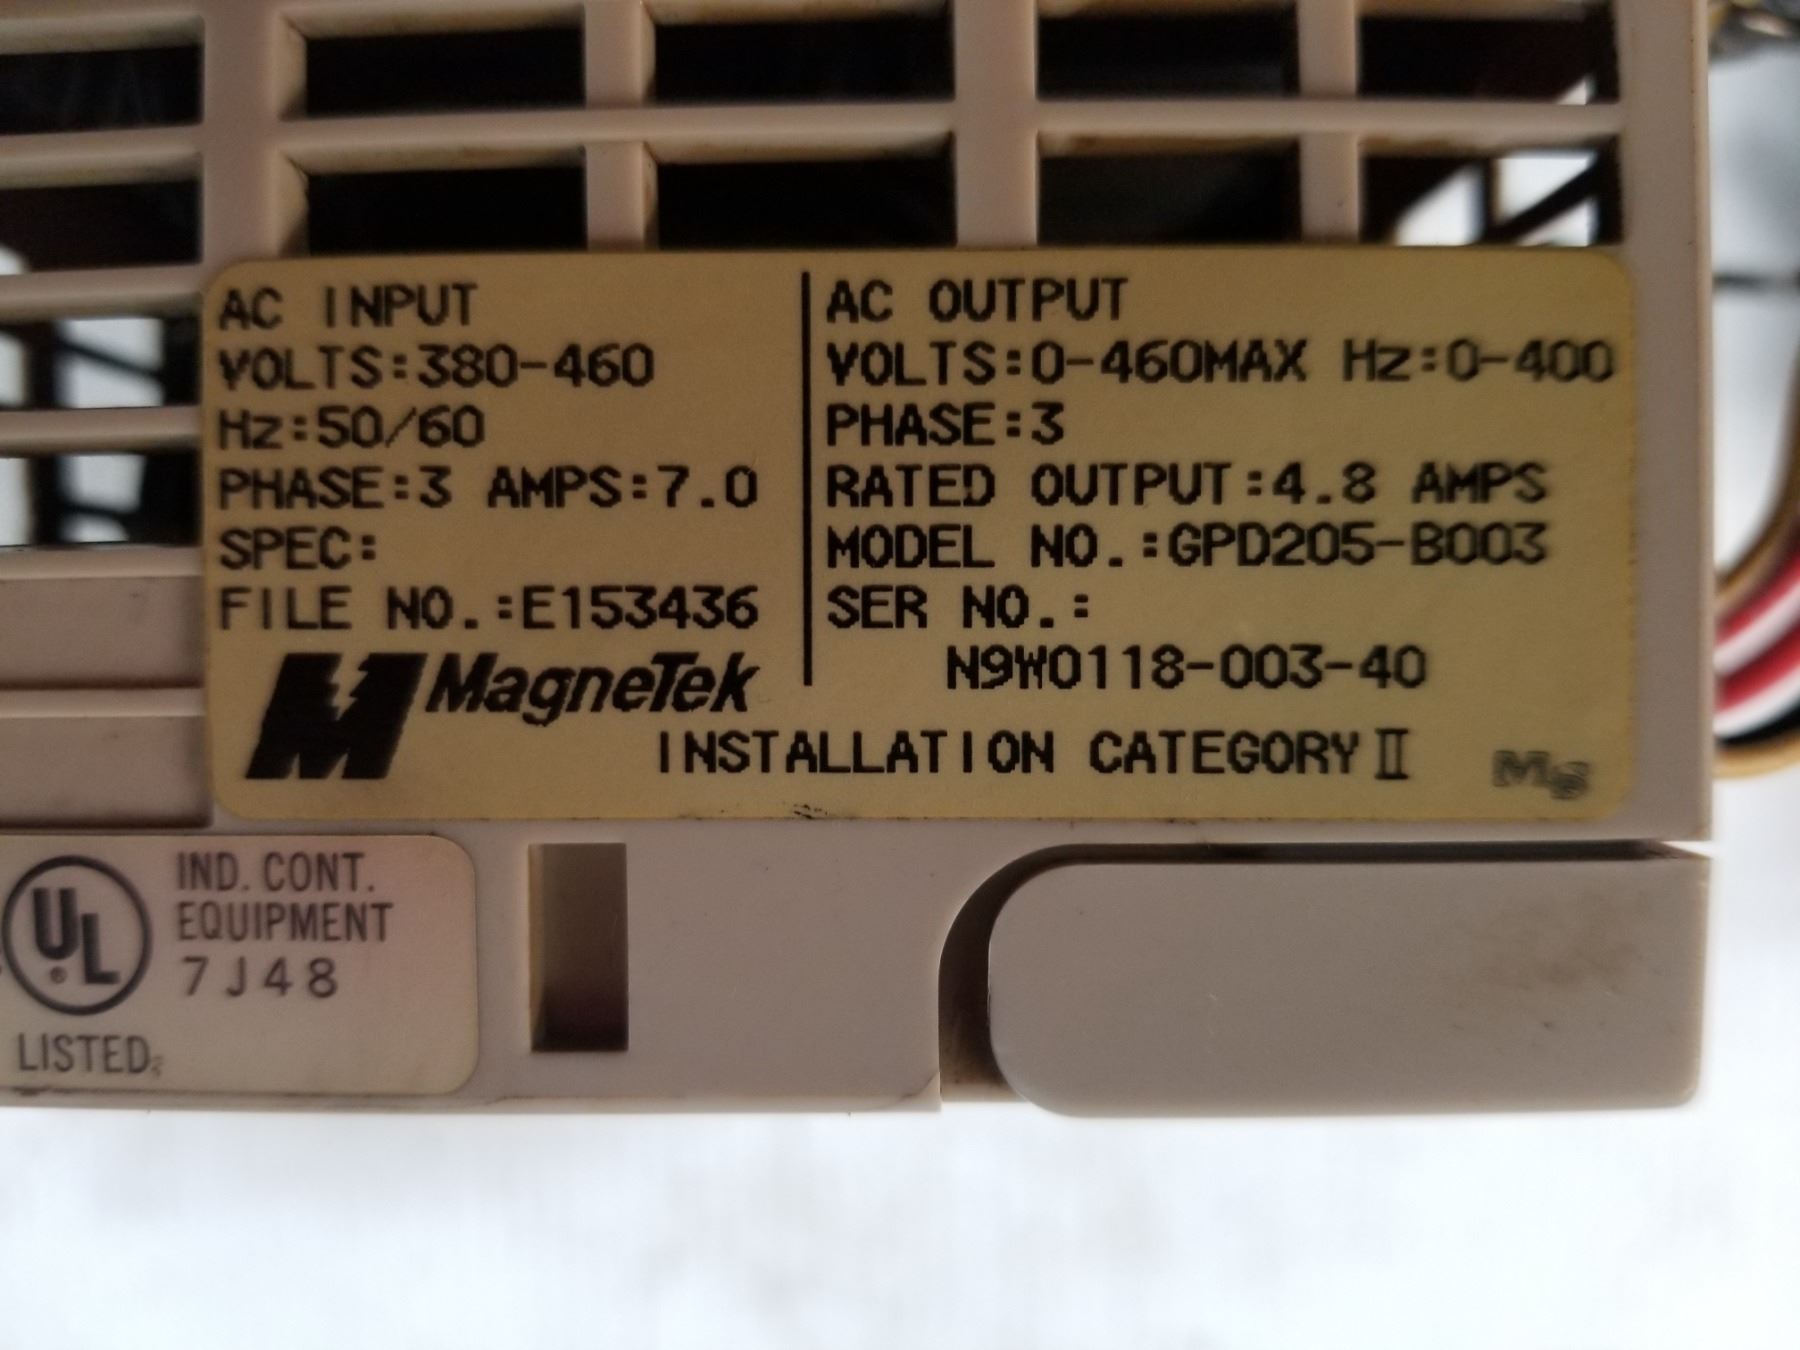 AC INPUT
VOLTS:380-460
Hz:50/60
PHASE:3 AMPS:7.0
SPEC:
FILE NO.:E153436
MagneTek
AC OUTPUT
VOLTS:0-460MAX Hz:0-400
PHASE:3
RATED OUTPUT:4.8 AMPS
MODEL NO.:GPD205-B003
SER NO.:
N9W0118-003-40
INSTALLATION CATEGORY II
UL ®
LISTED
IND. CONT.
EQUIPMENT
7J48